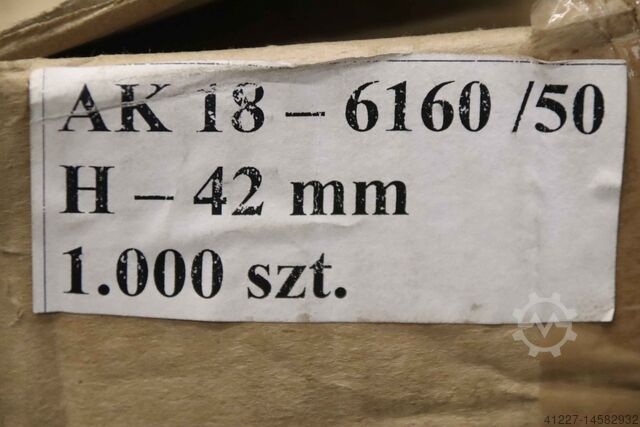 AK 18 – 6160 /50
H – 42 mm
1.000 szt.
41227-14582932